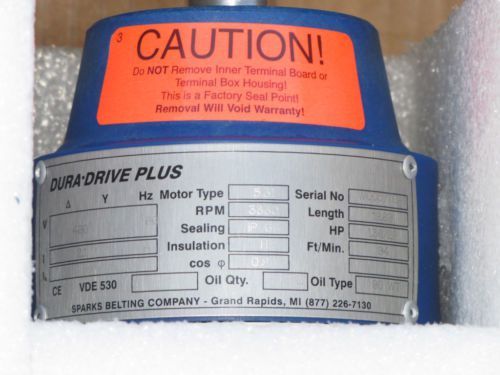 3
CAUTION!
Do NOT Remove Inner Terminal Board or
Terminal Box Housing!
This is a Factory Seal Point!
Removal Will Void Warranty!
DURA·DRIVE PLUS
Δ Y Hz Motor Type Serial No
V RPM Length
Sealing HP
Insulation Ft/Min.
cos φ
CE VDE 530 Oil Qty. Oil Type
SPARKS BELTING COMPANY - Grand Rapids, MI (877) 226-7130